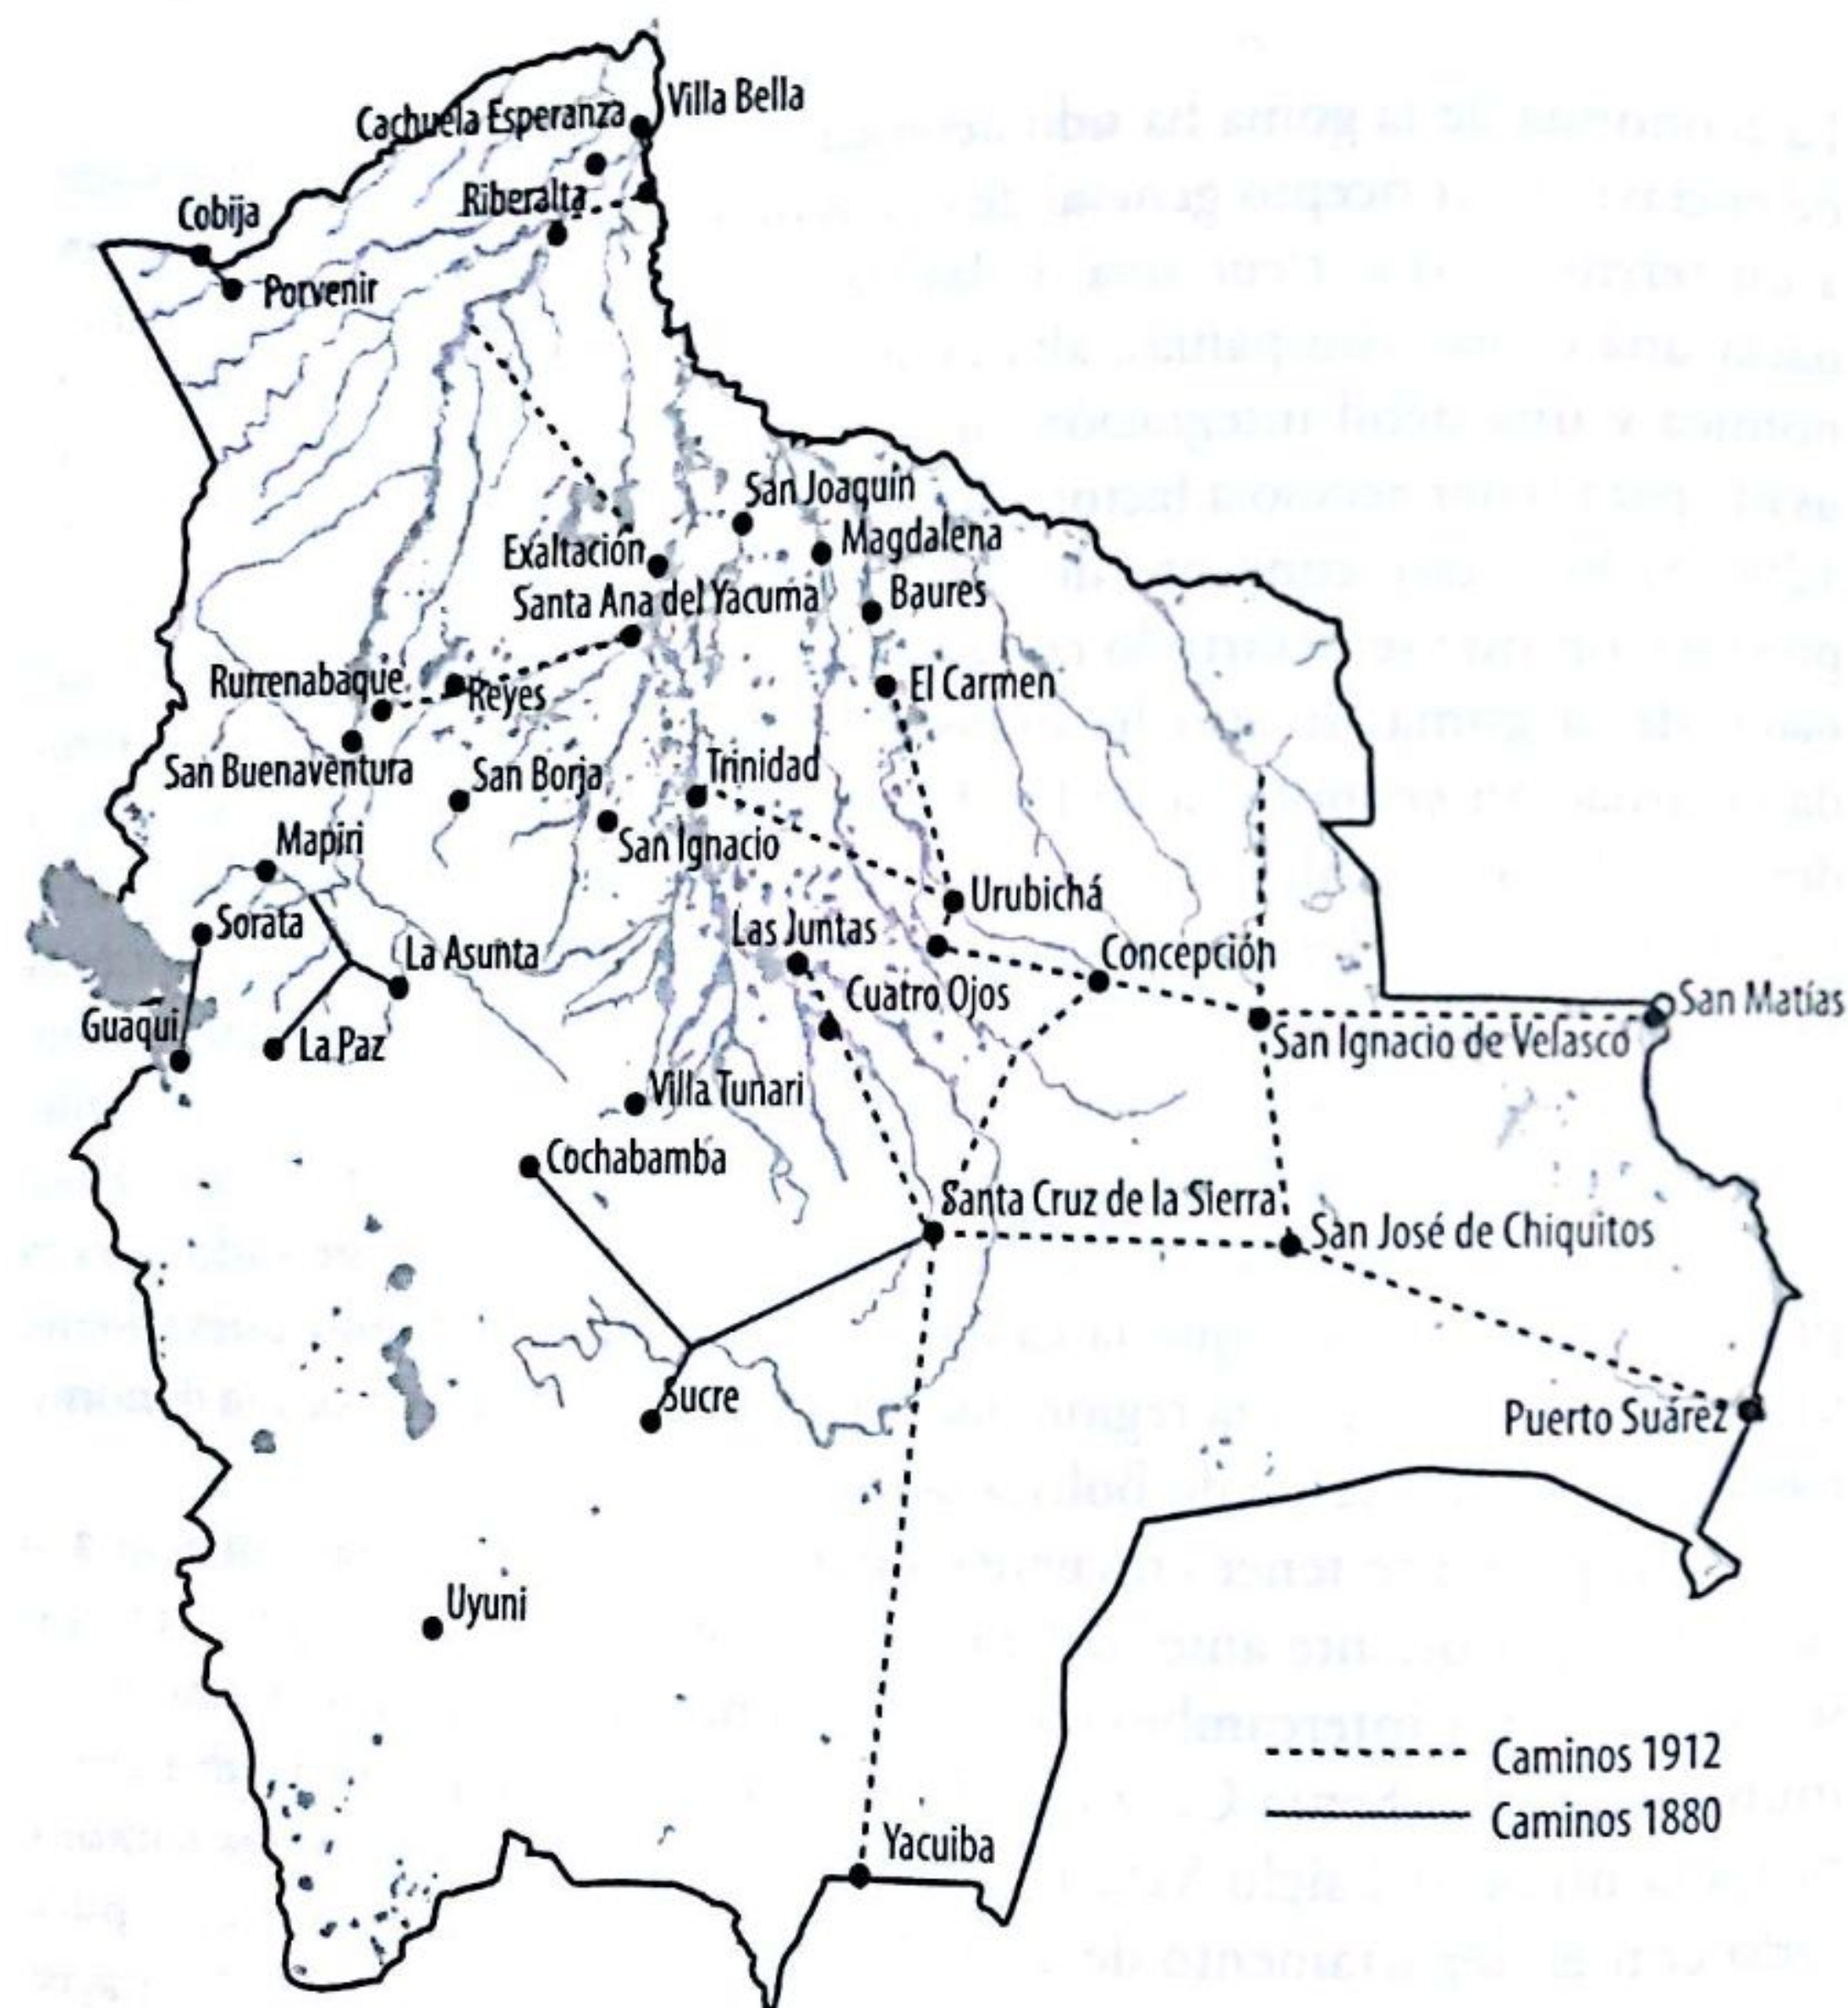 Villa Bella
Cachuela Esperanza
Riberalta
Cobija
Porvenir
San Joaquín
Exaltación
Magdalena
Santa Ana del Yacuma
Baures
Rurrenabaque
Reyes
El Carmen
San Buenaventura
San Borja
Trinidad
Mapiri
San Ignacio
Urubichá
Sorata
Las Juntas
La Asunta
Concepción
Cuatro Ojos
San Matías
Guaqui
La Paz
San Ignacio de Velasco
Villa Tunari
Cochabamba
Santa Cruz de la Sierra
San José de Chiquitos
Sucre
Puerto Suárez
Uyuni
Caminos 1912
Caminos 1880
Yacuiba